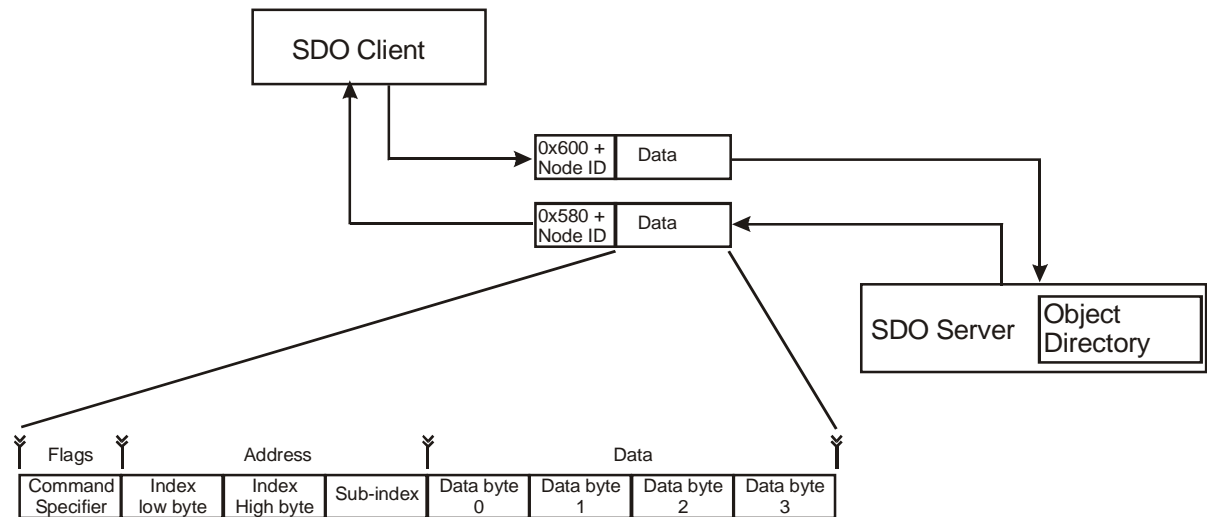 SDO Client
0x600 +
Node ID
Data
0x580 +
Node ID
Data
SDO Server
Object
Directory
Flags
Address
Data
Command
Specifier
Index
low byte
Index
High byte
Sub-index
Data byte
0
Data byte
1
Data byte
2
Data byte
3